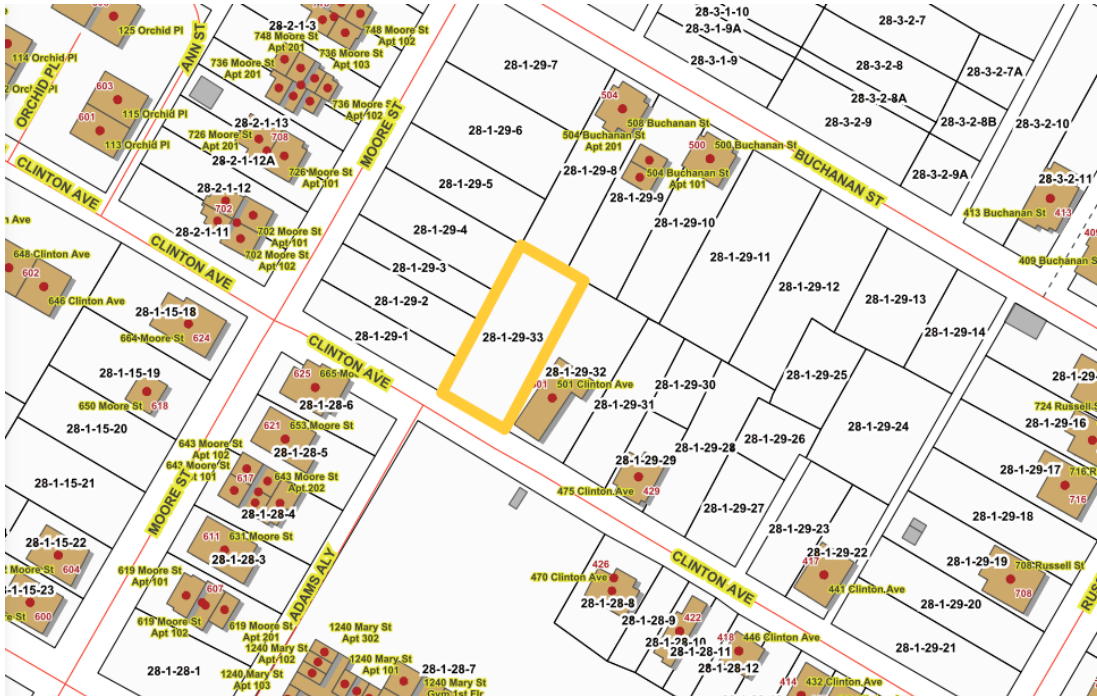 28-3-1-10
28-3-1-9A
28-3-1-9
28-3-2-7
28-3-2-8
28-3-2-7A
28-3-2-8A
28-3-2-8B
28-3-2-9
28-3-2-10
28-3-2-9A
28-3-2-11
413 Buchanan St
413
409 Buchanan St
BUCHANAN ST
125 Orchid Pl
114 Orchid Pl
ORCHID PL
ANN ST
603
601
115 Orchid Pl
113 Orchid Pl
28-2-1-3
748 Moore St
Apt 201
748 Moore St
Apt 102
736 Moore St
Apt 103
736 Moore St
Apt 201
736 Moore St
Apt 102
28-2-1-13
726 Moore St
Apt 201
708
28-2-1-12A
726 Moore St
Apt 101
28-2-1-12
702
28-2-1-11
702 Moore St
Apt 101
702 Moore St
Apt 102
MOORE ST
CLINTON AVE
CLINTON AVE
28-1-29-7
28-1-29-6
28-1-29-5
28-1-29-4
28-1-29-3
28-1-29-2
28-1-29-1
504
508 Buchanan St
504 Buchanan St
Apt 201
500
500 Buchanan St
28-1-29-8
504 Buchanan St
Apt 101
28-1-29-9
28-1-29-10
28-1-29-11
28-1-29-12
28-1-29-13
28-1-29-14
28-1-29-33
28-1-29-32
501 Clinton Ave
28-1-29-31
28-1-29-30
28-1-29-25
28-1-29-24
28-1-29-26
28-1-29-28
28-1-29-29
475 Clinton Ave
429
28-1-29-27
28-1-29-23
28-1-29-22
417
441 Clinton Ave
724 Russell St
28-1-29-16
28-1-29-17
716
28-1-29-18
28-1-29-19
708 Russell St
708
28-1-29-20
28-1-29-21
648 Clinton Ave
602
646 Clinton Ave
28-1-15-18
664 Moore St
624
28-1-15-19
650 Moore St
618
28-1-15-20
28-1-15-21
28-1-15-22
604
600
CLINTON AVE
625
28-1-28-6
621
653 Moore St
28-1-28-5
643 Moore St
Apt 102
643 Moore St
Apt 101
617
643 Moore St
Apt 202
28-1-28-4
MOORE ST
611
631 Moore St
28-1-28-3
619 Moore St
Apt 101
607
619 Moore St
Apt 102
619 Moore St
Apt 201
28-1-28-1
ADAMS ALY
1240 Mary St
Apt 302
1240 Mary St
Apt 102
1240 Mary St
Apt 101
1240 Mary St
Apt 103
28-1-28-7
1240 Mary St
Gym 1st Flr
CLINTON AVE
426
470 Clinton Ave
28-1-28-8
28-1-28-9
422
28-1-28-10
28-1-28-11
418
446 Clinton Ave
28-1-28-12
414
432 Clinton Ave